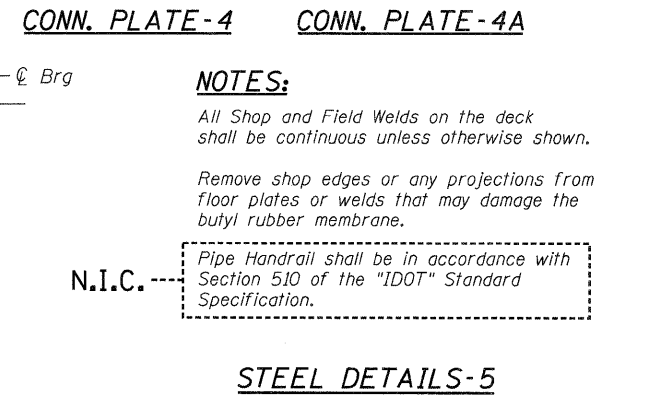 CONN. PLATE-4 CONN. PLATE-4A
℄ Brg
NOTES:
All Shop and Field Welds on the deck
shall be continuous unless otherwise shown.
Remove shop edges or any projections from
floor plates or welds that may damage the
butyl rubber membrane.
Pipe Handrail shall be in accordance with
N.I.C. Section 510 of the "IDOT" Standard
Specification.
STEEL DETAILS-5